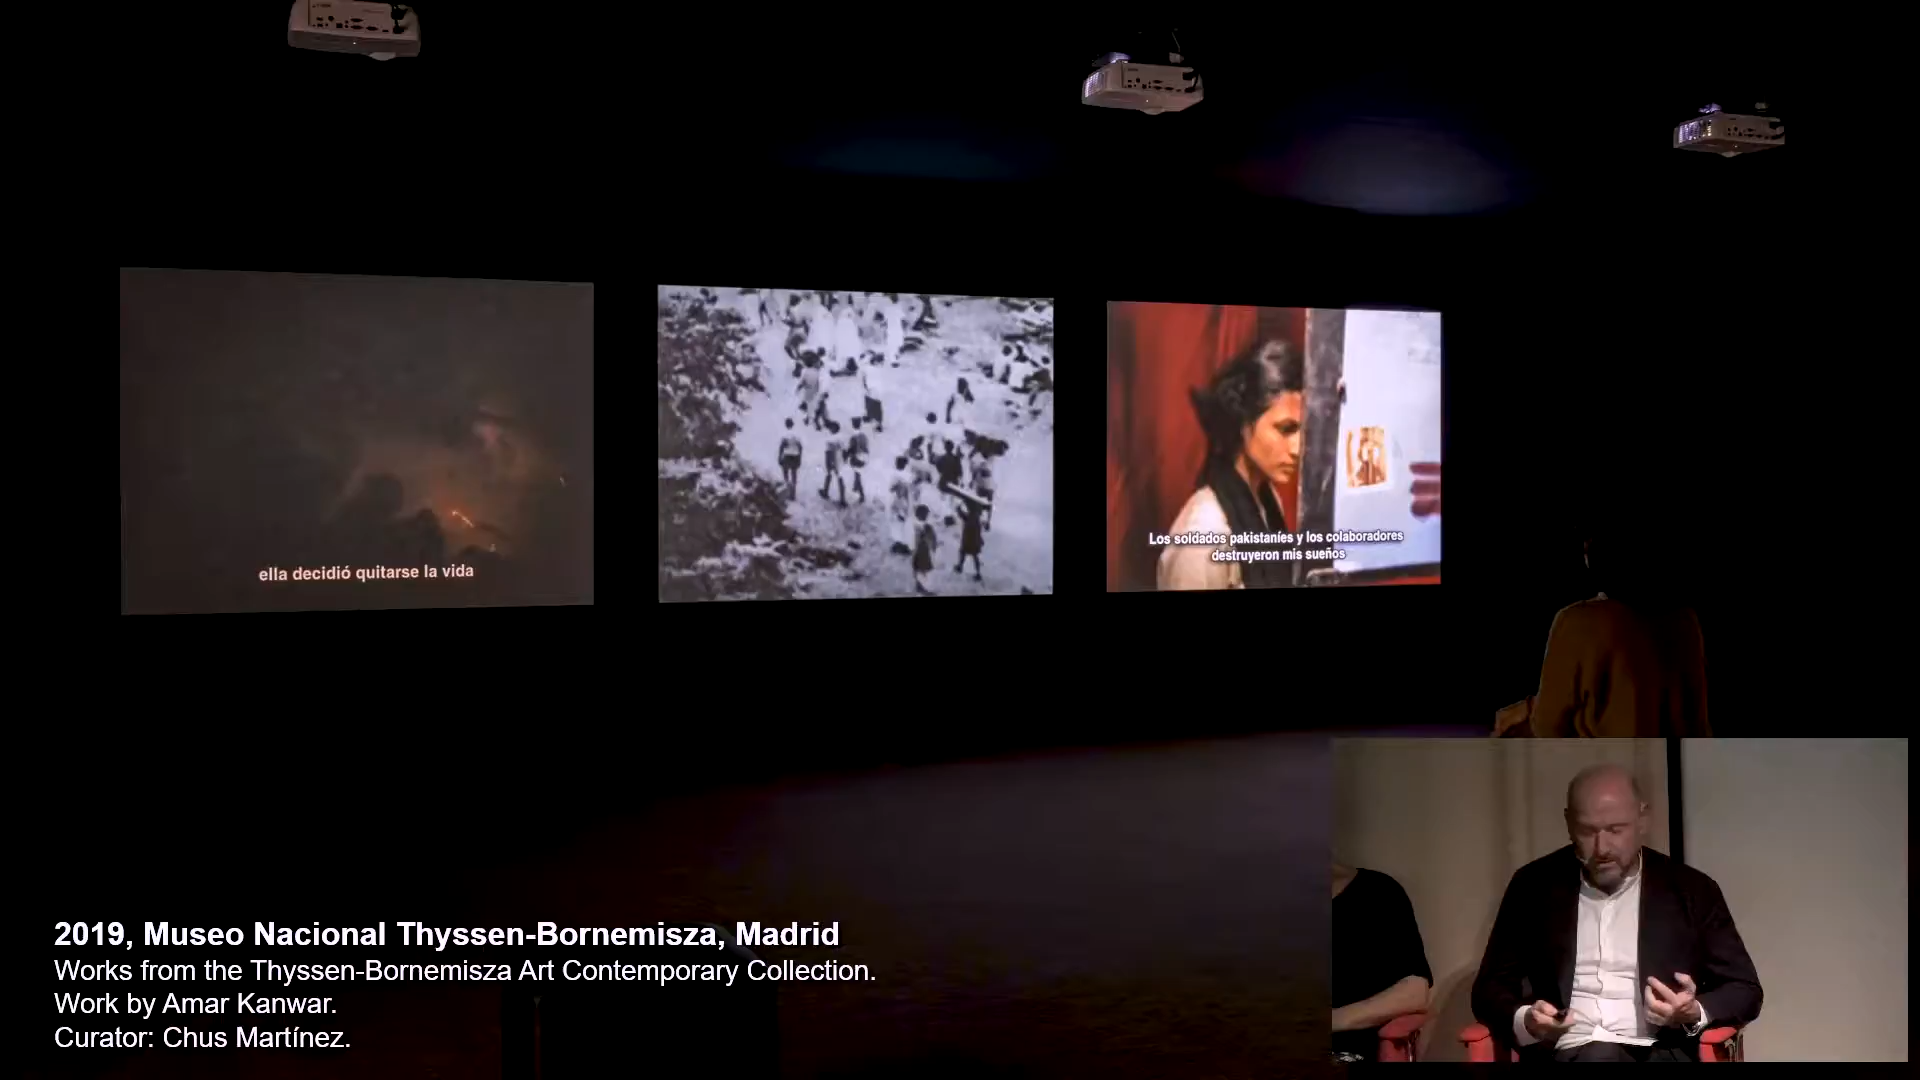 ella decidió quitarse la vida
Los soldados pakistaníes y los colaboradores
destruyeron mis sueños
2019, Museo Nacional Thyssen-Bornemisza, Madrid
Works from the Thyssen-Bornemisza Art Contemporary Collection.
Work by Amar Kanwar.
Curator: Chus Martínez.